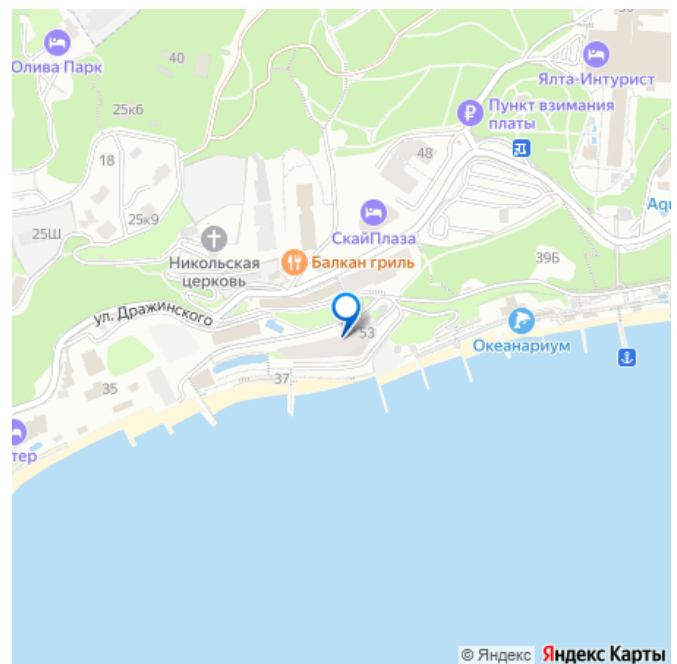 Олива Парк
40
Ялта-Интурист
25к6
Пункт взимания
платы
18
48
25к9
СкайПлаза
Aqu
25Ш
Никольская
церковь
Балкан гриль
39Б
ул. Дражинского
53
Океанариум
37
35
тер
© Яндекс Яндекс Карты